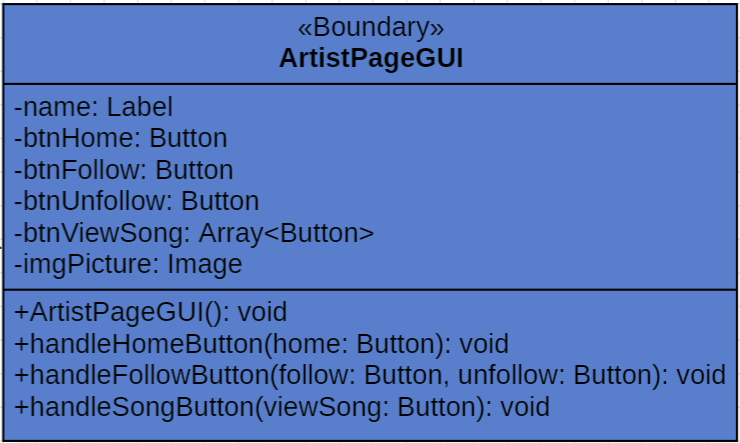 «Boundary»
ArtistPageGUI
-name: Label
-btnHome: Button
-btnFollow: Button
-btnUnfollow: Button
-btnViewSong: Array<Button>
-imgPicture: Image
+ArtistPageGUI(): void
+handleHomeButton(home: Button): void
+handleFollowButton(follow: Button, unfollow: Button): void
+handleSongButton(viewSong: Button): void